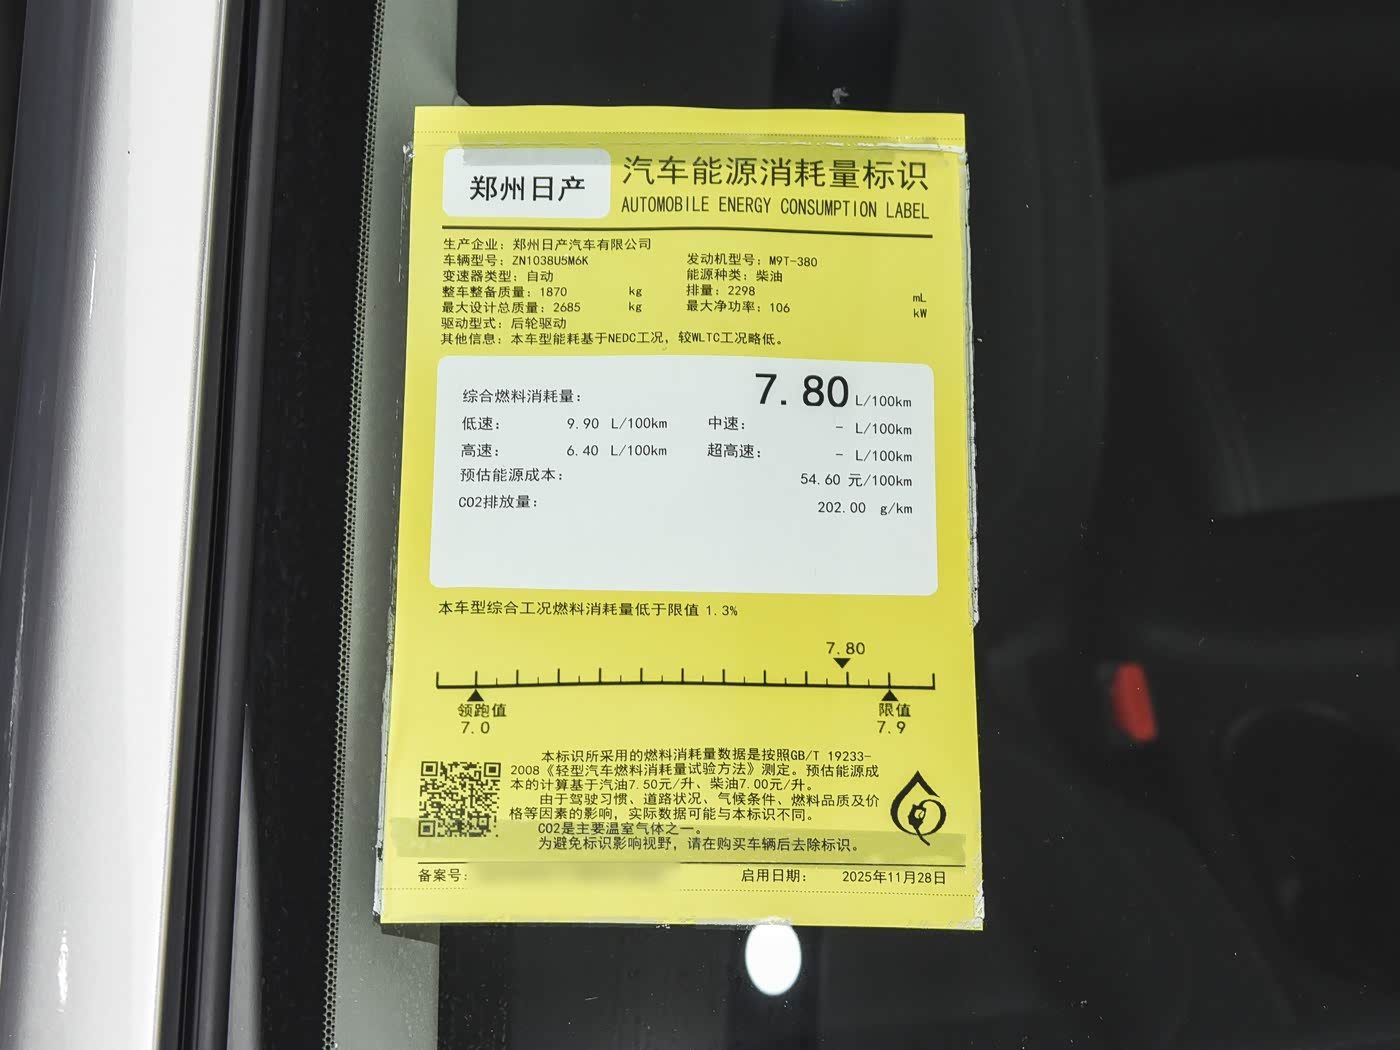 郑州日产
汽车能源消耗量标识
AUTOMOBILE ENERGY CONSUMPTION LABEL
生产企业：郑州日产汽车有限公司
车辆型号：ZN1038U5M6K 发动机型号：M9T-380
变速器类型：自动 能源种类：柴油
整车整备质量：1870 kg 排量：2298 mL
最大设计总质量：2685 kg 最大净功率：106 kW
驱动型式：后轮驱动
其他信息：本车型能耗基于NEDC工况，较WLTC工况略低。
综合燃料消耗量： 7.80 L/100km
低速： 9.90 L/100km 中速： - L/100km
高速： 6.40 L/100km 超高速： - L/100km
预估能源成本： 54.60 元/100km
CO2排放量： 202.00 g/km
本车型综合工况燃料消耗量低于限值 1.3%
7.80
领跑值 限值
7.0 7.9
本标识所采用的燃料消耗量数据是按照GB/T 19233-
2008《轻型汽车燃料消耗量试验方法》测定。预估能源成
本的计算基于汽油7.50元/升、柴油7.00元/升。
由于驾驶习惯、道路状况、气候条件、燃料品质及价
格等因素的影响，实际数据可能与本标识不同。
CO2是主要温室气体之一。
为避免标识影响视野，请在购买车辆后去除标识。
备案号： 启用日期： 2025年11月28日